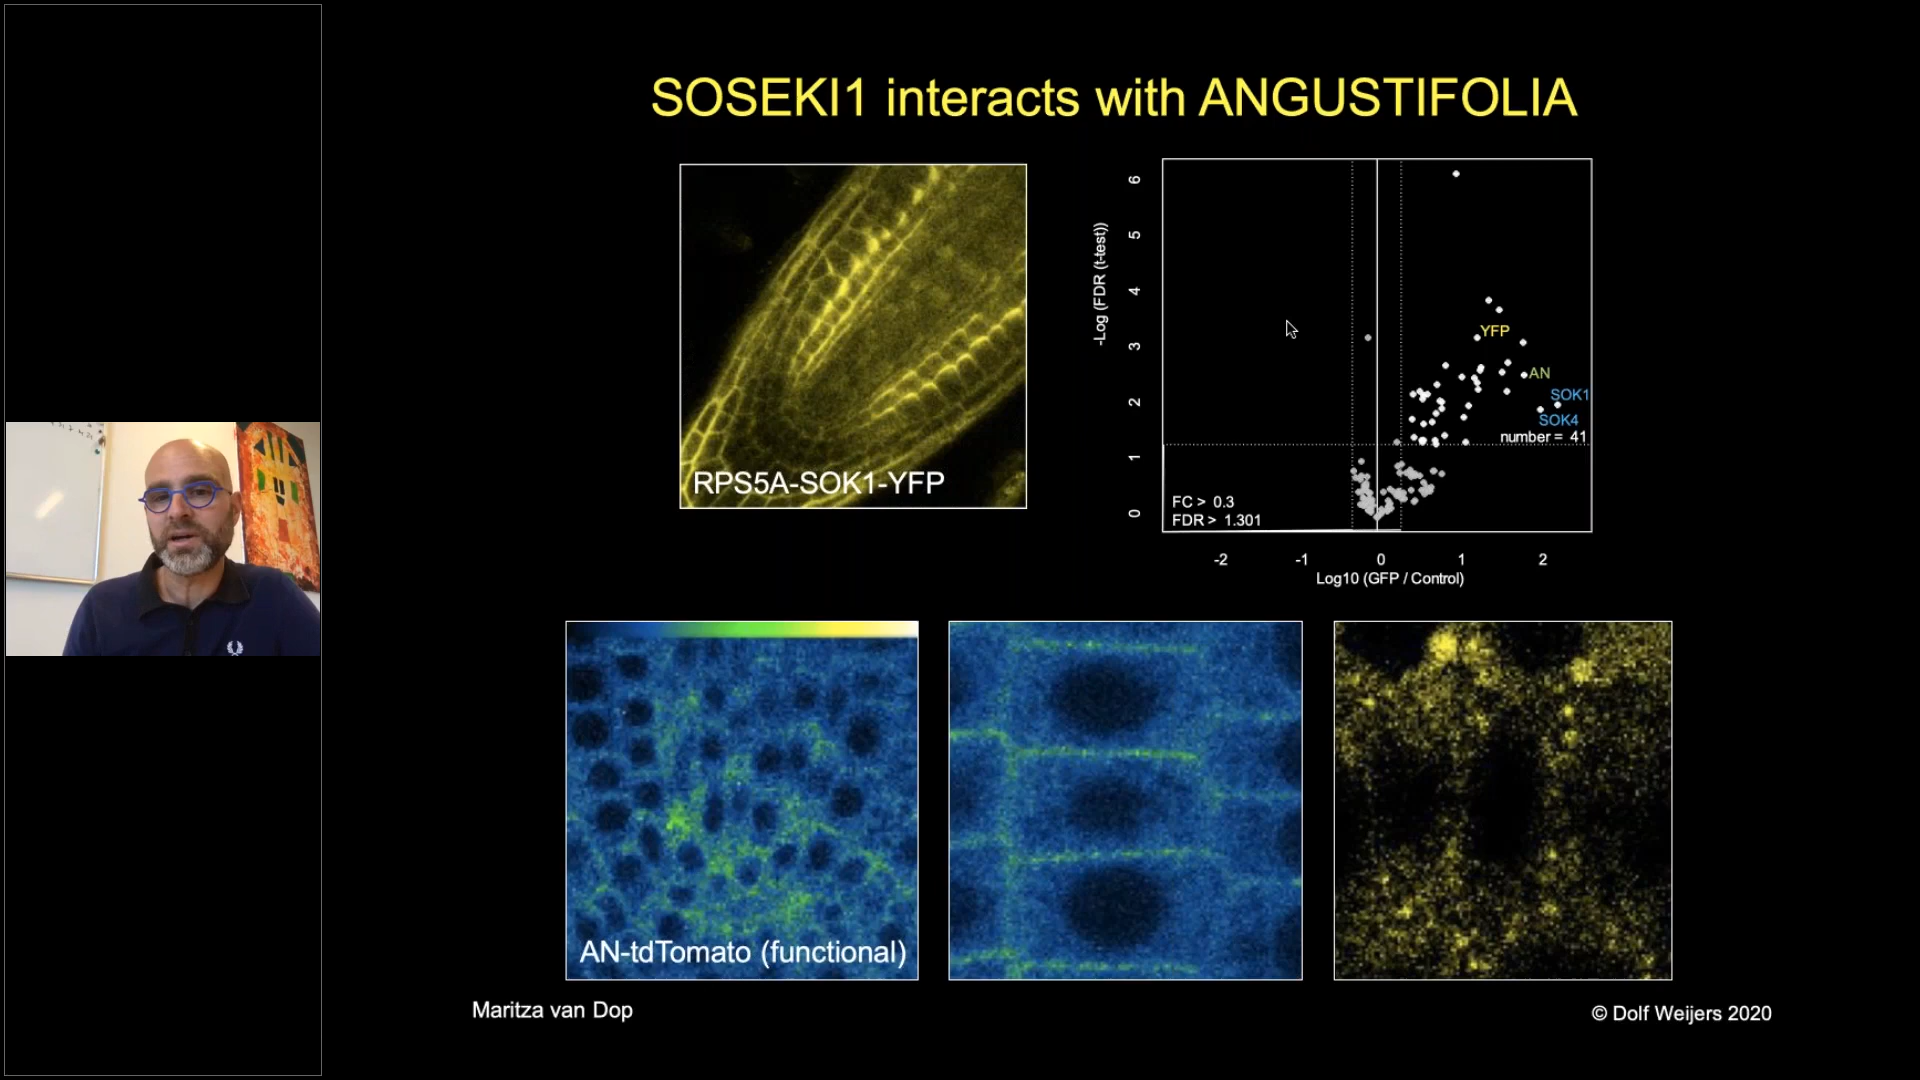 SOSEKI1 interacts with ANGUSTIFOLIA
RPS5A-SOK1-YFP
-Log (FDR (t-test))
6
5
4
3
2
1
0
YFP
AN
SOK1
SOK4
number = 41
FC > 0.3
FDR > 1.301
-2 -1 0 1 2
Log10 (GFP / Control)
AN-tdTomato (functional)
Maritza van Dop
© Dolf Weijers 2020